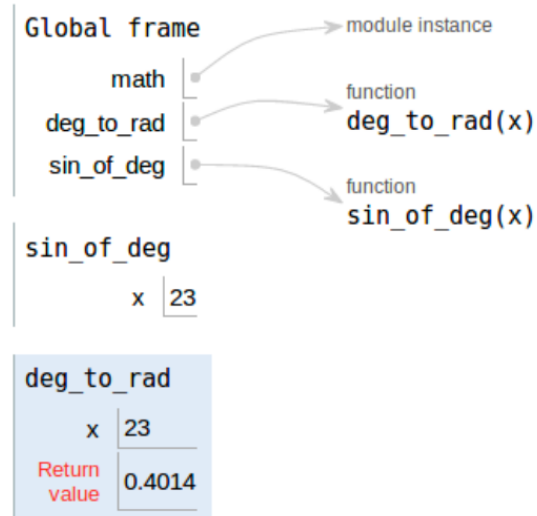 Global frame
module instance
math
function
deg_to_rad
deg_to_rad(x)
sin_of_deg
function
sin_of_deg(x)
sin_of_deg
x 23
deg_to_rad
x 23
Return
value 0.4014